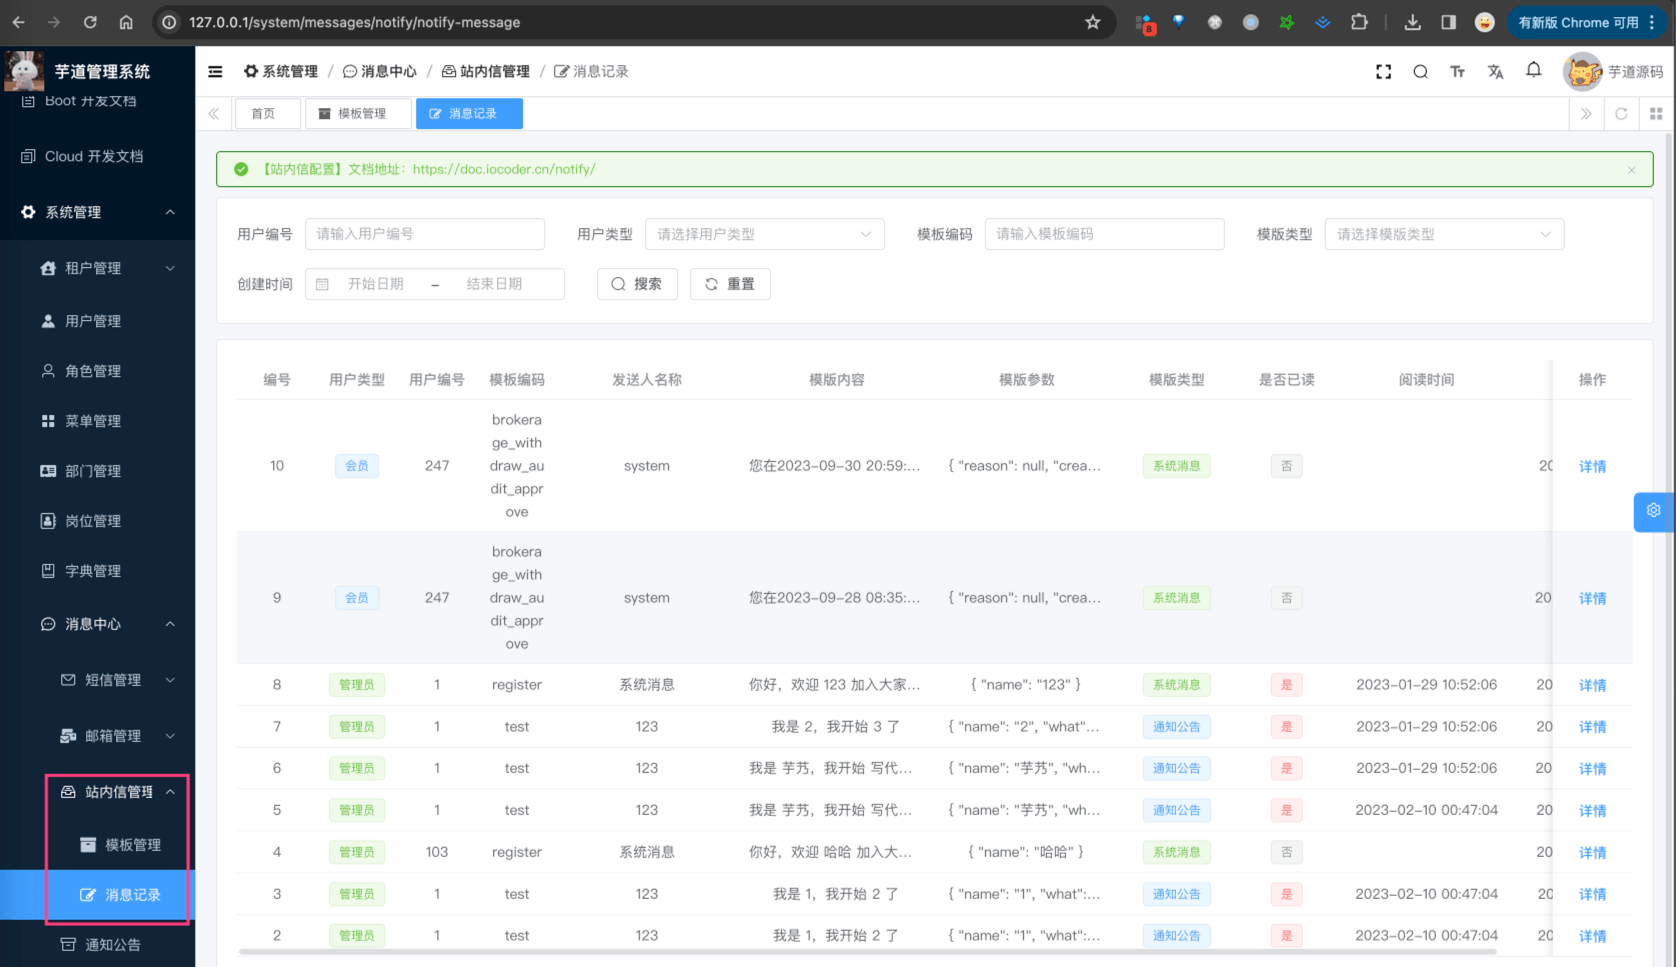 127.0.0.1/system/messages/notify/notify-message
8
有新版 Chrome 可用
芋道管理系统
系统管理 / 消息中心 / 站内信管理 / 消息记录
芋道源码
首页
模板管理
消息记录
Boot 开发文档
Cloud 开发文档
系统管理
租户管理
用户管理
角色管理
菜单管理
部门管理
岗位管理
字典管理
消息中心
短信管理
邮箱管理
站内信管理
模板管理
消息记录
通知公告
【站内信配置】文档地址：https://doc.iocoder.cn/notify/
用户编号 请输入用户编号 用户类型 请选择用户类型 模板编码 请输入模板编码 模版类型 请选择模版类型
创建时间 开始日期 - 结束日期 搜索 重置
编号 用户类型 用户编号 模板编码 发送人名称 模版内容 模版参数 模版类型 是否已读 阅读时间 操作
brokera
ge_with
10 会员 247 draw_au system 您在2023-09-30 20:59:... { "reason": null, "crea... 系统消息 否 20 详情
dit_appr
ove
brokera
ge_with
9 会员 247 draw_au system 您在2023-09-28 08:35:... { "reason": null, "crea... 系统消息 否 20 详情
dit_appr
ove
8 管理员 1 register 系统消息 你好，欢迎 123 加入大家... { "name": "123" } 系统消息 是 2023-01-29 10:52:06 20 详情
7 管理员 1 test 123 我是 2，我开始 3 了 { "name": "2", "what":... 通知公告 是 2023-01-29 10:52:06 20 详情
6 管理员 1 test 123 我是 芋艿，我开始 写代... { "name": "芋艿", "wh... 通知公告 是 2023-01-29 10:52:06 20 详情
5 管理员 1 test 123 我是 芋艿，我开始 写代... { "name": "芋艿", "wh... 通知公告 是 2023-02-10 00:47:04 20 详情
4 管理员 103 register 系统消息 你好，欢迎 哈哈 加入大... { "name": "哈哈" } 系统消息 否 20 详情
3 管理员 1 test 123 我是 1，我开始 2 了 { "name": "1", "what":... 通知公告 是 2023-02-10 00:47:04 20 详情
2 管理员 1 test 123 我是 1，我开始 2 了 { "name": "1", "what":... 通知公告 是 2023-02-10 00:47:04 20 详情